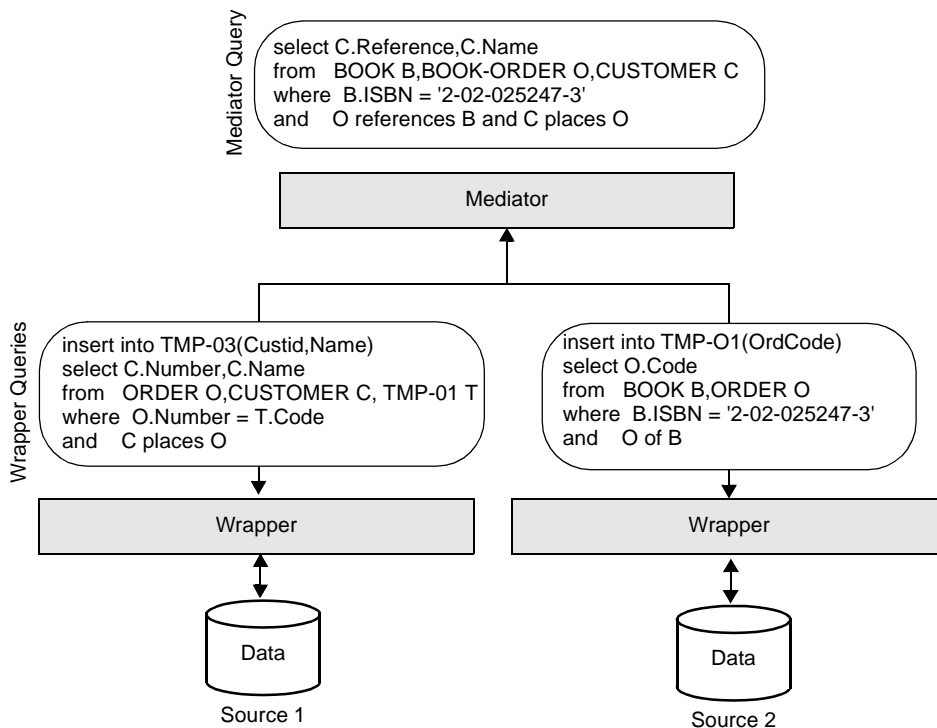 Mediator Query
select C.Reference,C.Name
from BOOK B,BOOK-ORDER O,CUSTOMER C
where B.ISBN = '2-02-025247-3'
and O references B and C places O
Mediator
Wrapper Queries
insert into TMP-03(Custid,Name)
select C.Number,C.Name
from ORDER O,CUSTOMER C, TMP-01 T
where O.Number = T.Code
and C places O
insert into TMP-O1(OrdCode)
select O.Code
from BOOK B,ORDER O
where B.ISBN = '2-02-025247-3'
and O of B
Wrapper
Wrapper
Data
Data
Source 1
Source 2